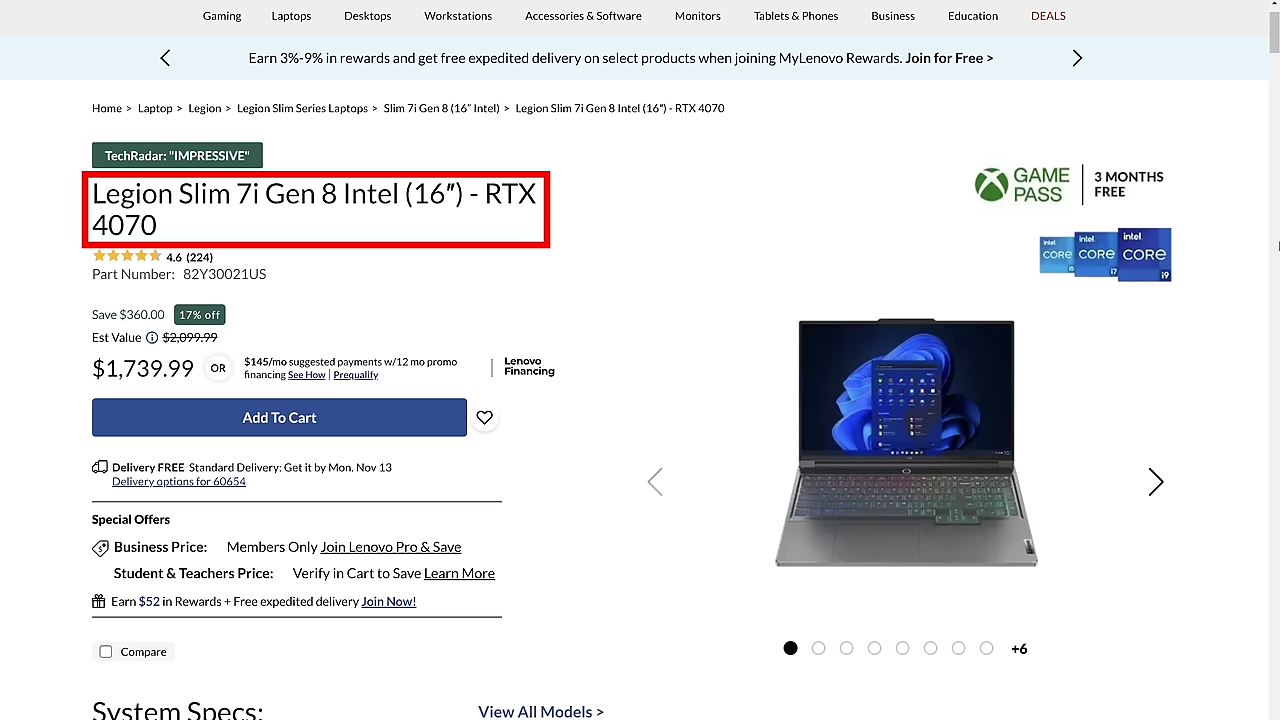 Gaming Laptops Desktops Workstations Accessories & Software Monitors Tablets & Phones Business Education DEALS
Earn 3%-9% in rewards and get free expedited delivery on select products when joining MyLenovo Rewards. Join for Free >
Home > Laptop > Legion > Legion Slim Series Laptops > Slim 7i Gen 8 (16" Intel) > Legion Slim 7i Gen 8 Intel (16″) - RTX 4070
TechRadar: "IMPRESSIVE"
Legion Slim 7i Gen 8 Intel (16″) - RTX
4070
4.6 (224)
Part Number: 82Y30021US
Save $360.00 17% off
Est Value $2,099.99
$1,739.99 OR
$145/mo suggested payments w/12 mo promo
financing See How | Prequalify
Lenovo
Financing
Add To Cart
Delivery FREE Standard Delivery: Get it by Mon. Nov 13
Delivery options for 60654
Special Offers
Business Price: Members Only Join Lenovo Pro & Save
Student & Teachers Price: Verify in Cart to Save Learn More
Earn $52 in Rewards + Free expedited delivery Join Now!
Compare
System Specs:
View All Models >
GAME
PASS
3 MONTHS
FREE
intel CORE i5
intel CORE i7
intel CORE i9
+6